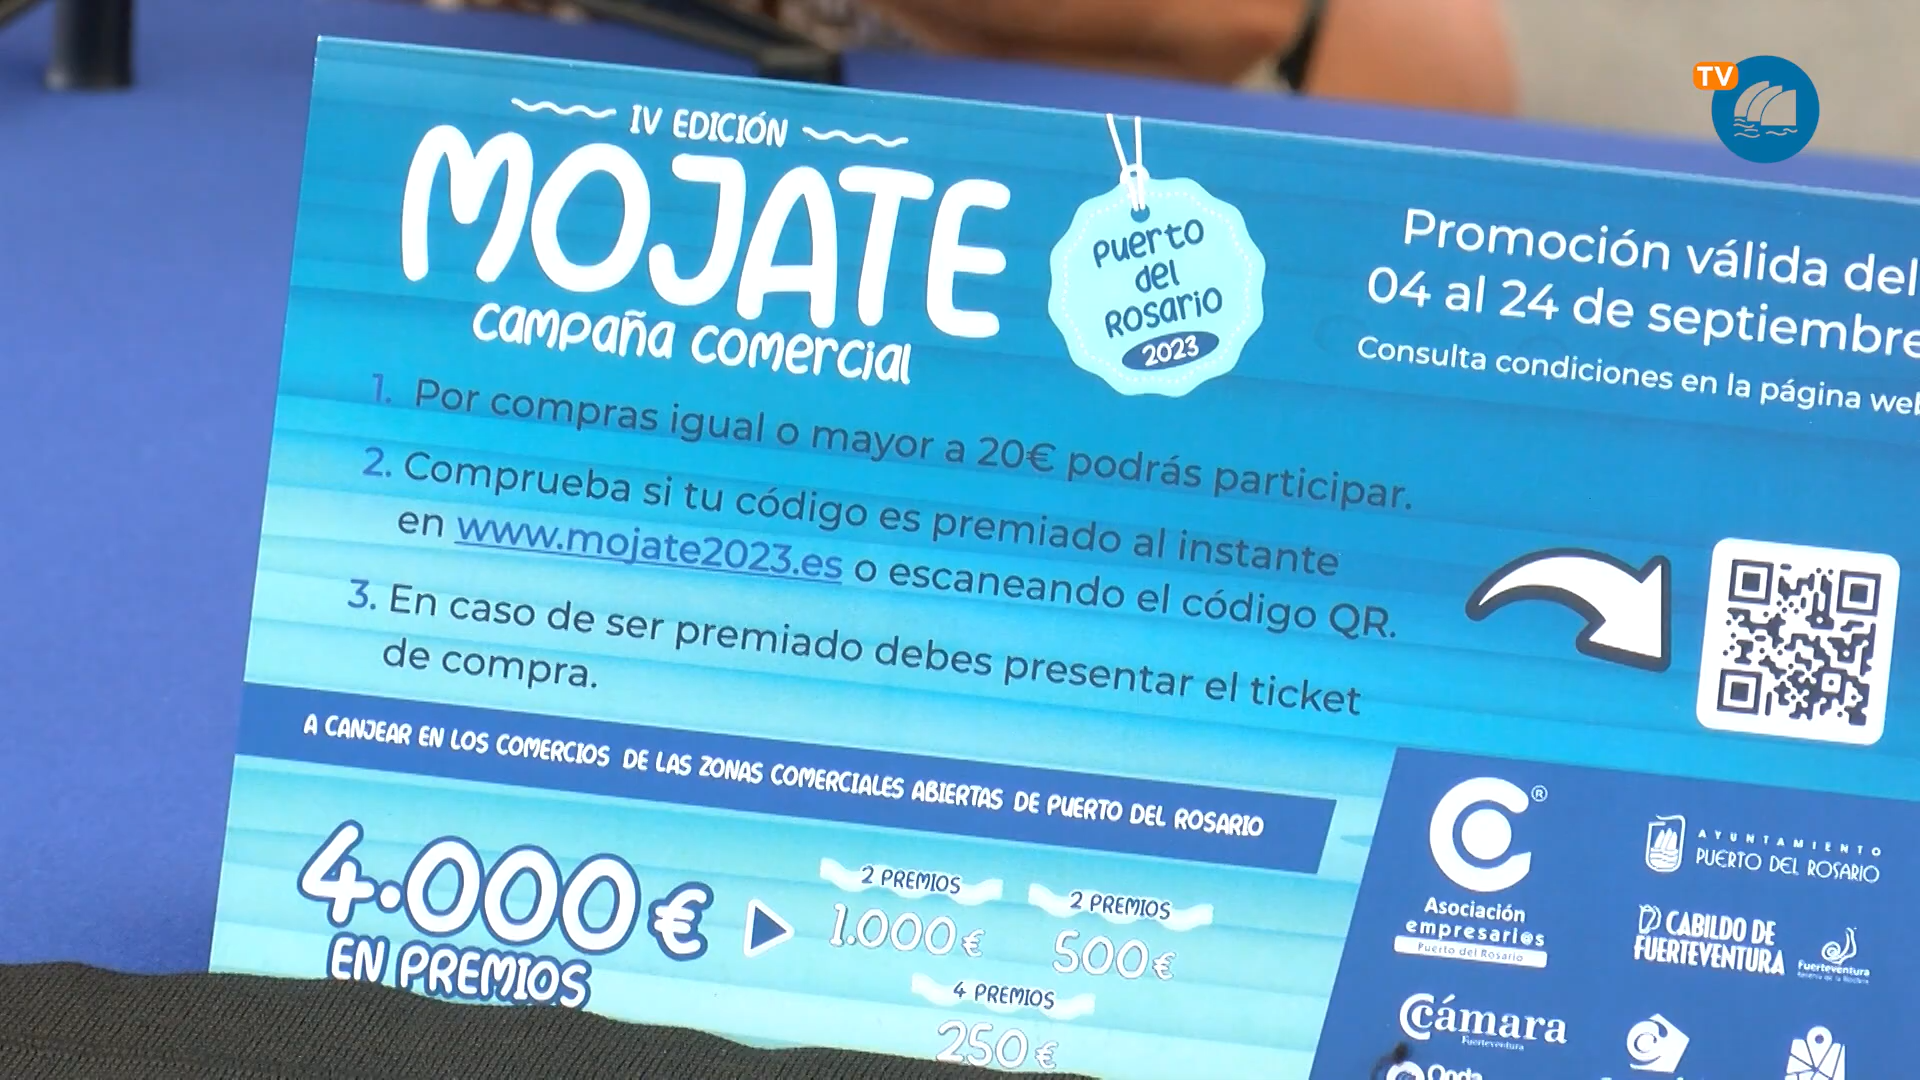 TV
IV EDICIÓN
MOJATE
campaña comercial
Puerto
del
Rosario
2023
Promoción válida del
04 al 24 de septiembre
Consulta condiciones en la página web
1. Por compras igual o mayor a 20€ podrás participar.
2. Comprueba si tu código es premiado al instante
en www.mojate2023.es o escaneando el código QR.
3. En caso de ser premiado debes presentar el ticket
de compra.
A CANJEAR EN LOS COMERCIOS DE LAS ZONAS COMERCIALES ABIERTAS DE PUERTO DEL ROSARIO
4.000 €
EN PREMIOS
2 PREMIOS
1.000 €
2 PREMIOS
500 €
4 PREMIOS
250 €
®
Asociación
empresari@s
Puerto del Rosario
AYUNTAMIENTO
PUERTO DEL ROSARIO
CABILDO DE
FUERTEVENTURA
Fuerteventura
Cámara
Fuerteventura
Onda